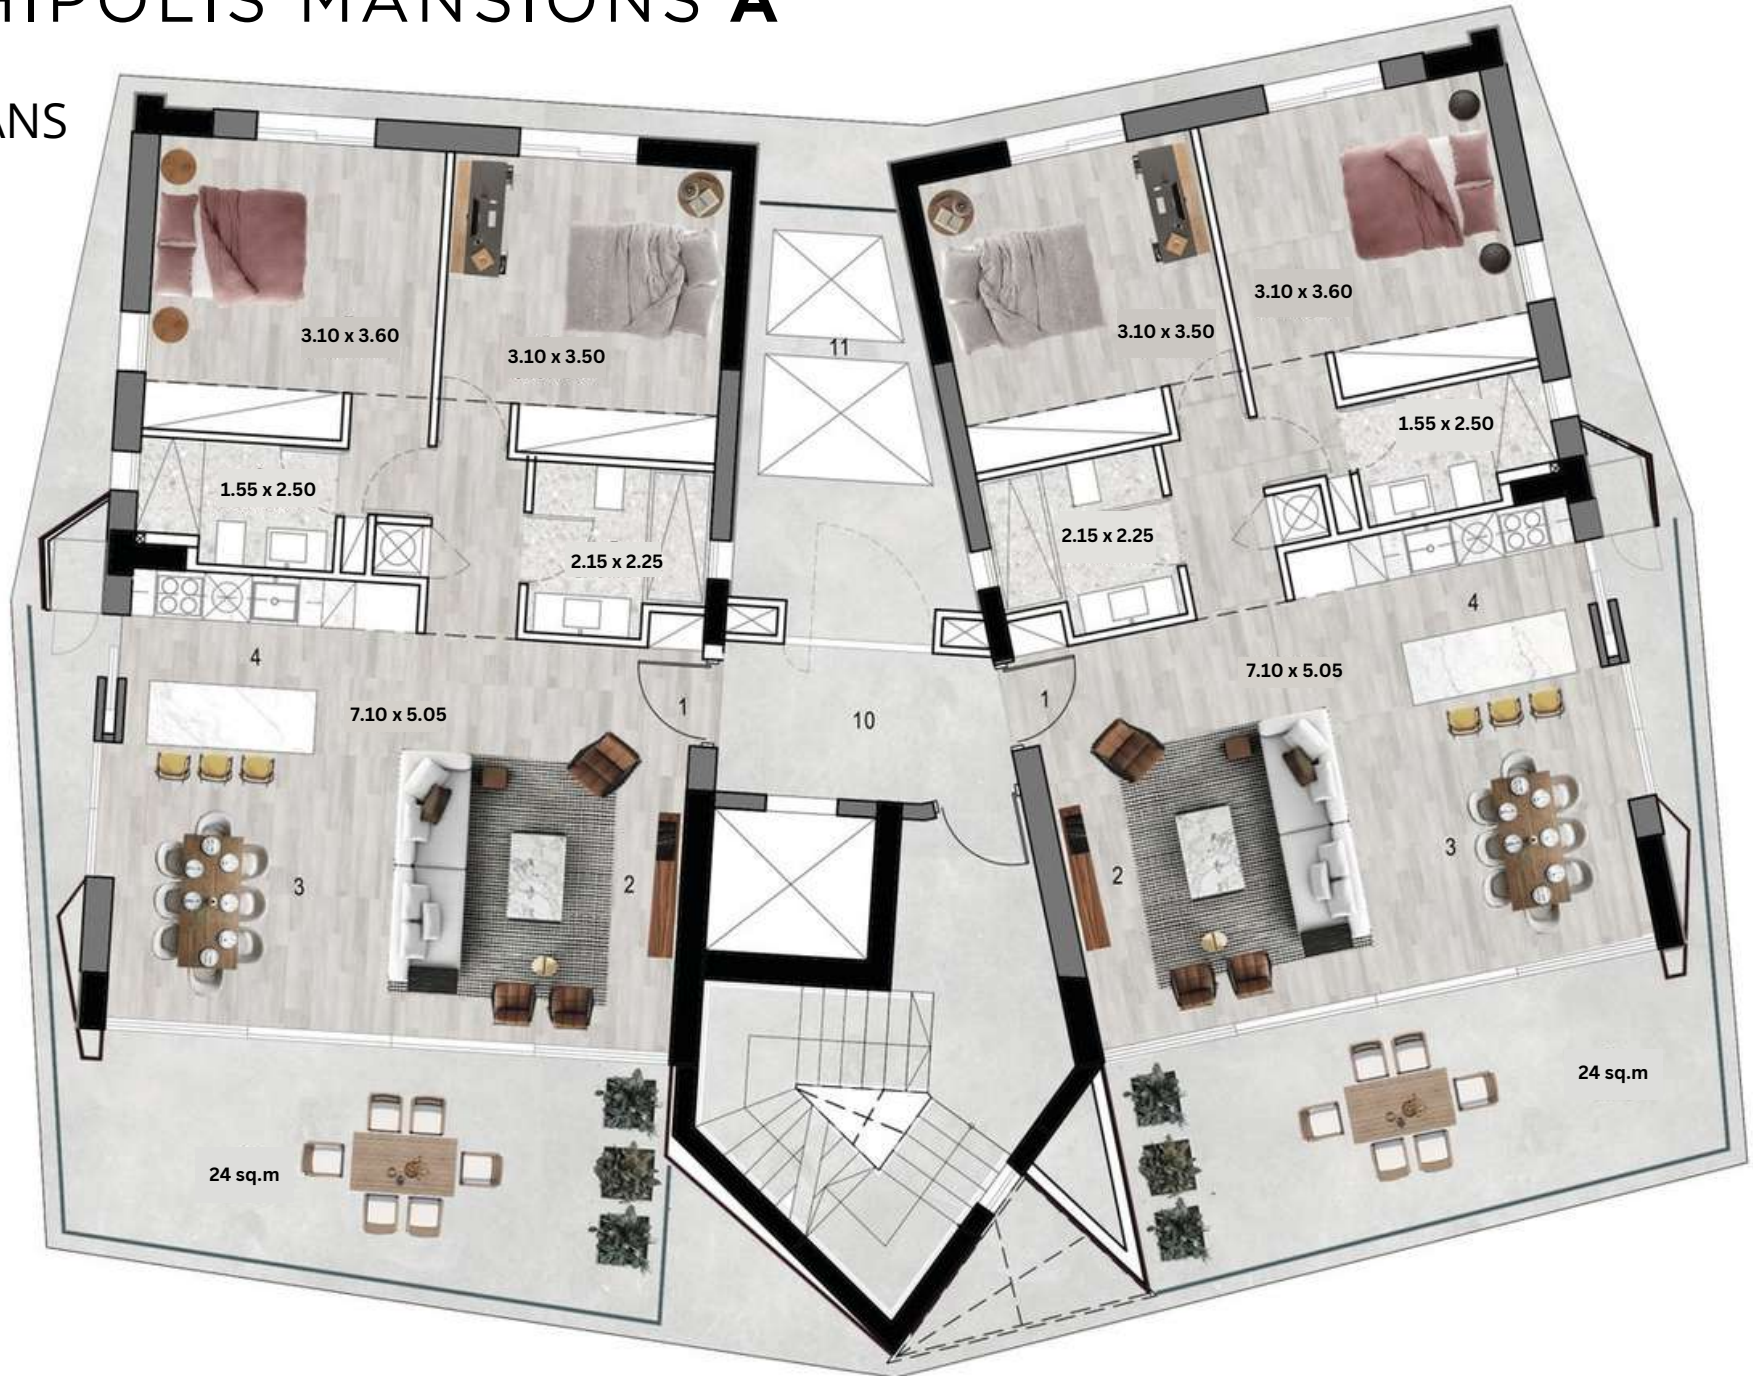 HIPOLIS MANSIONS A
ANS
3.10 x 3.60
3.10 x 3.50
11
3.10 x 3.50
3.10 x 3.60
1.55 x 2.50
2.15 x 2.25
2.15 x 2.25
1.55 x 2.50
4
7.10 x 5.05
1
10
1
7.10 x 5.05
4
3
2
2
3
24 sq.m
24 sq.m